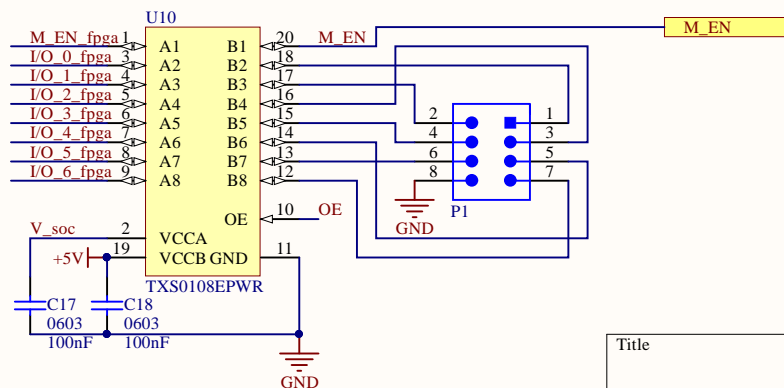 U10
M_EN_fpga 1 A1 B1 20 M_EN M_EN
I/O_0_fpga 3 A2 B2 18
I/O_1_fpga 4 A3 B3 17
I/O_2_fpga 5 A4 B4 16
I/O_3_fpga 6 A5 B5 15 2 1
I/O_4_fpga 7 A6 B6 14 4 3
I/O_5_fpga 8 A7 B7 13 6 5
I/O_6_fpga 9 A8 B8 12 8 7
OE 10 OE P1
GND
V_soc 2 VCCA
+5V 19 VCCB GND 11
TXS0108EPWR
C17 C18
0603 0603
100nF 100nF
Title
GND